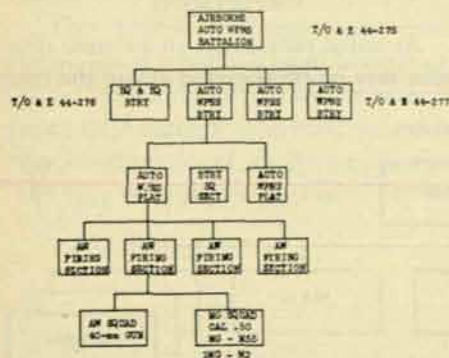 AIRBORNE
AUTO WPNS
BATTALION
T/O & E 44-275
T/O & E 44-276
HQ & HQ
BTRY
AUTO
WPNS
BTRY
AUTO
WPNS
BTRY
AUTO
WPNS
BTRY
T/O & E 44-277
AUTO
WPNS
PLAT
BTRY
HQ
SECT
AUTO
WPNS
PLAT
AW
FIRING
SECTION
AW
FIRING
SECTION
AW
FIRING
SECTION
AW
FIRING
SECTION
AW SQUAD
40-mm GUN
MG SQUAD
CAL .50
MG - M55